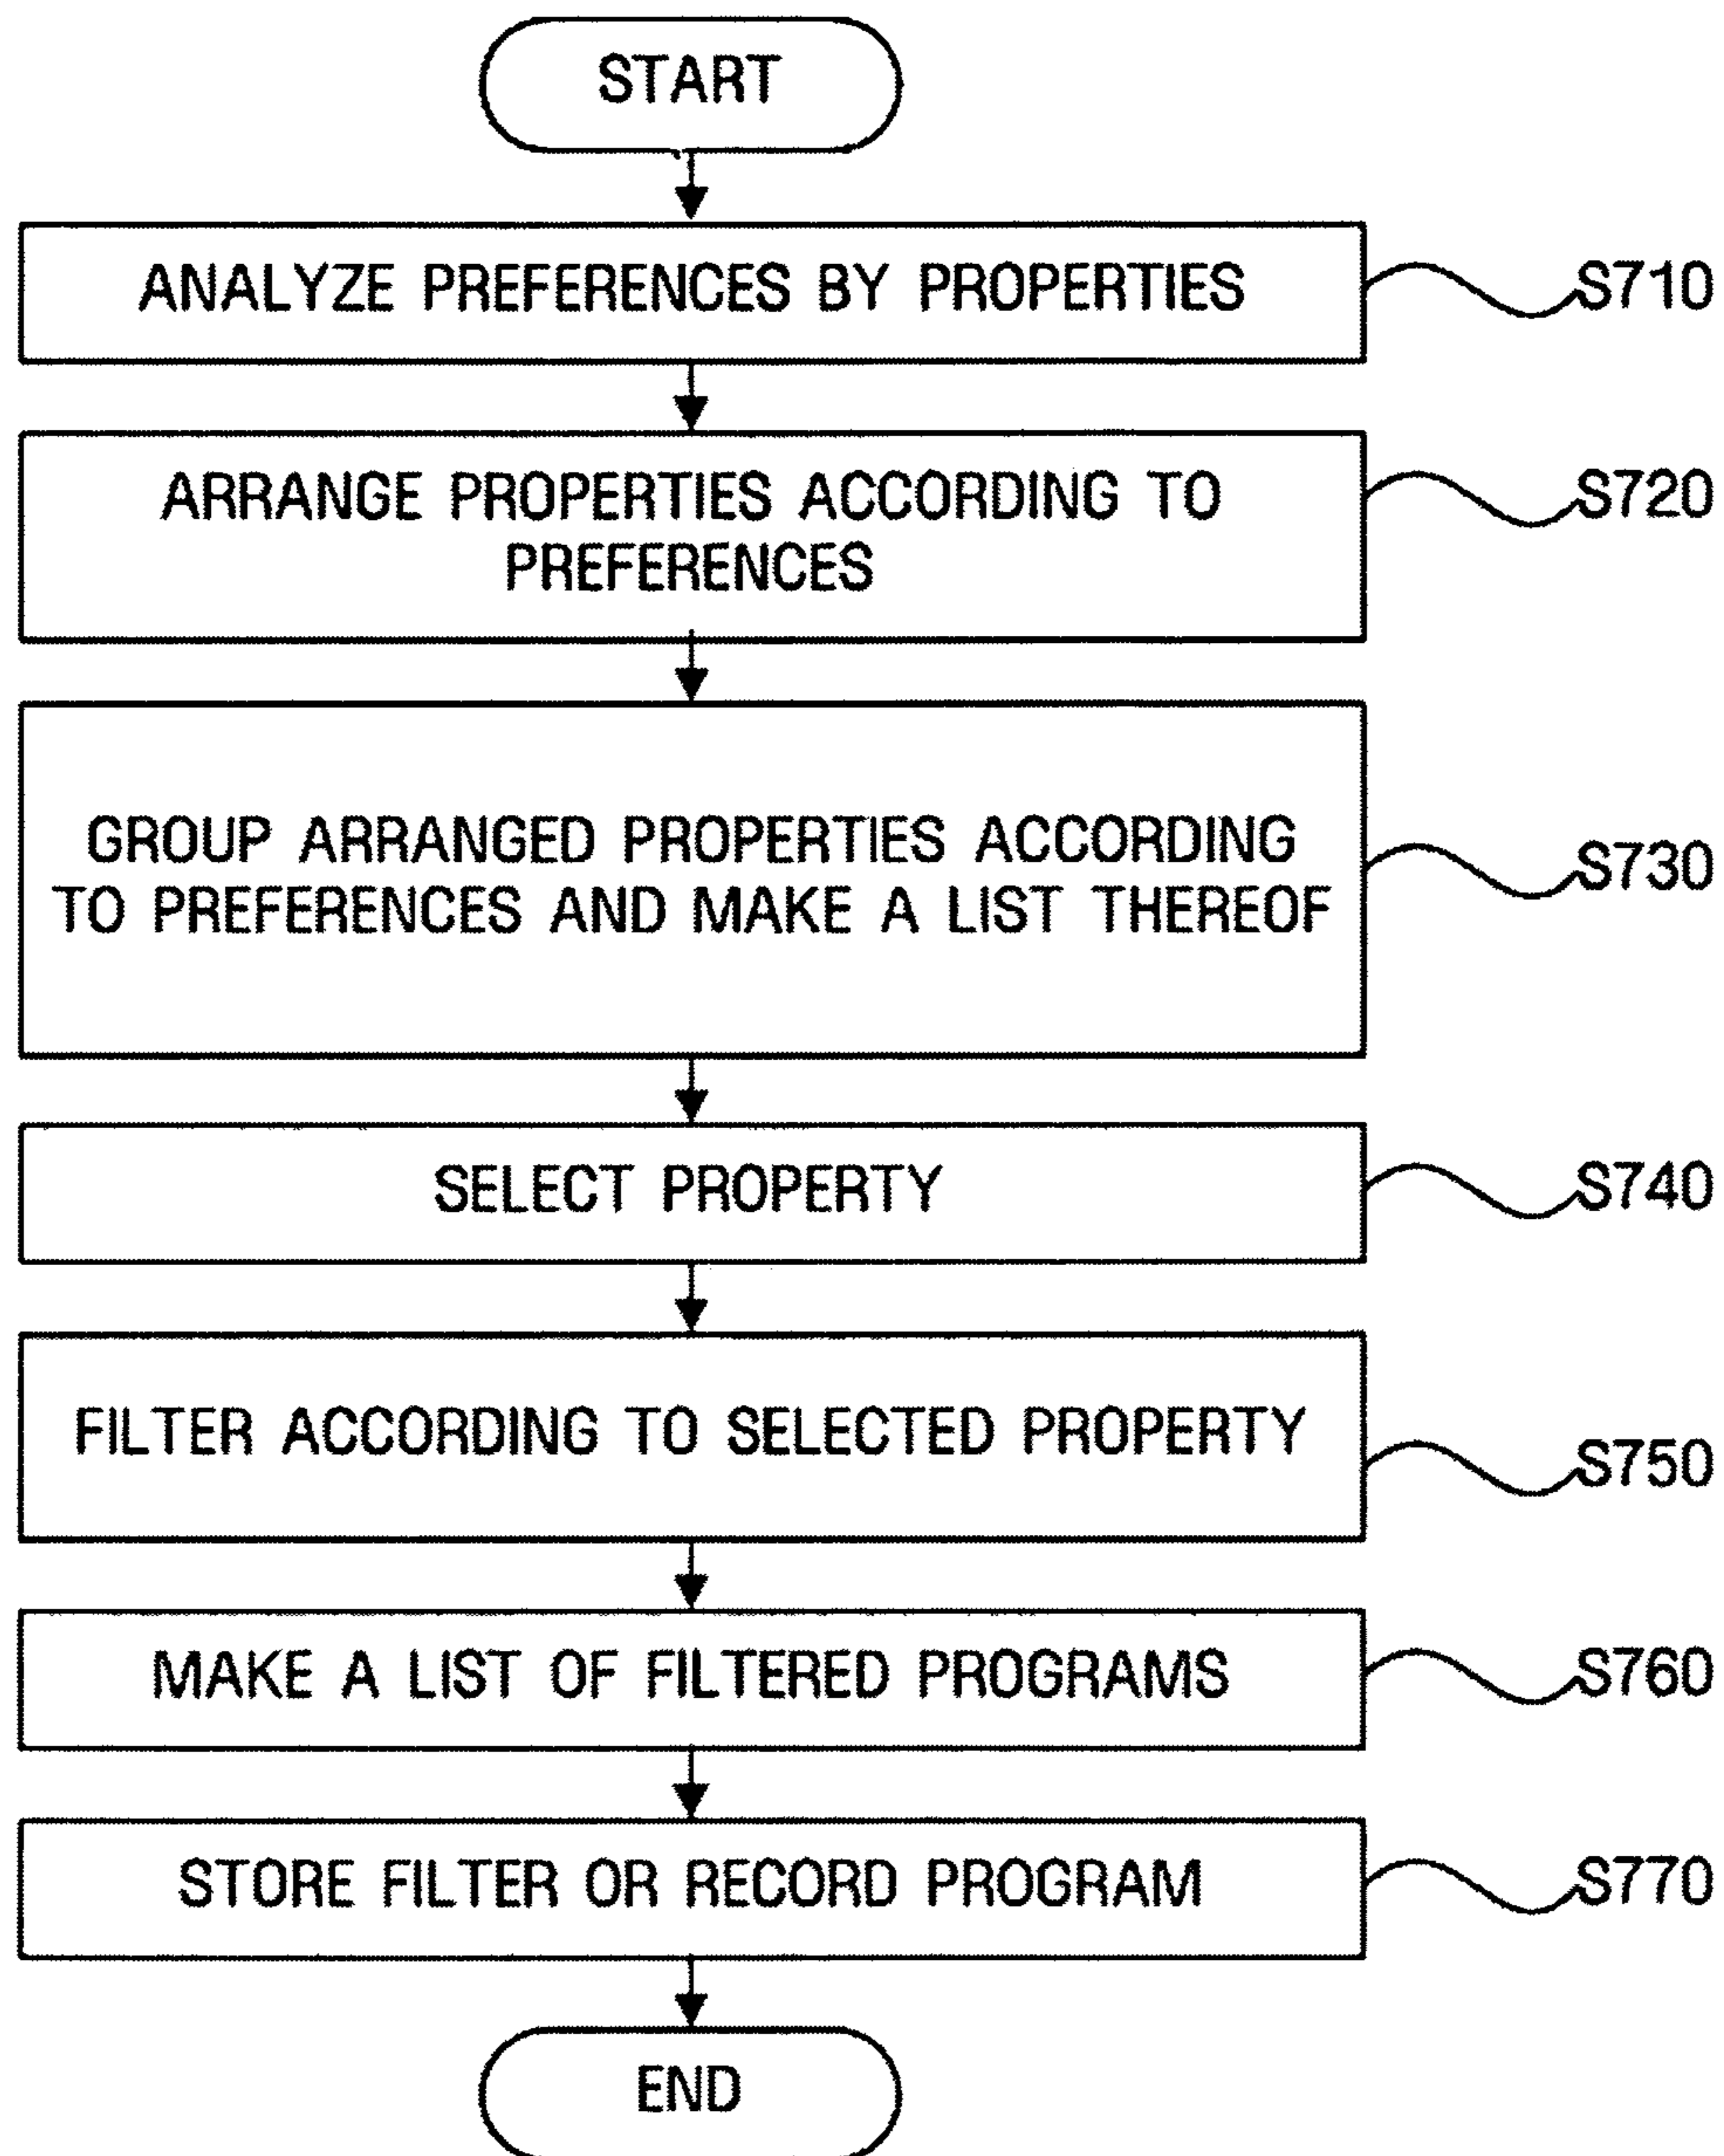 START
ANALYZE PREFERENCES BY PROPERTIES
S710
ARRANGE PROPERTIES ACCORDING TO
PREFERENCES
S720
GROUP ARRANGED PROPERTIES ACCORDING
TO PREFERENCES AND MAKE A LIST THEREOF
S730
SELECT PROPERTY
S740
FILTER ACCORDING TO SELECTED PROPERTY
S750
MAKE A LIST OF FILTERED PROGRAMS
S760
STORE FILTER OR RECORD PROGRAM
S770
END